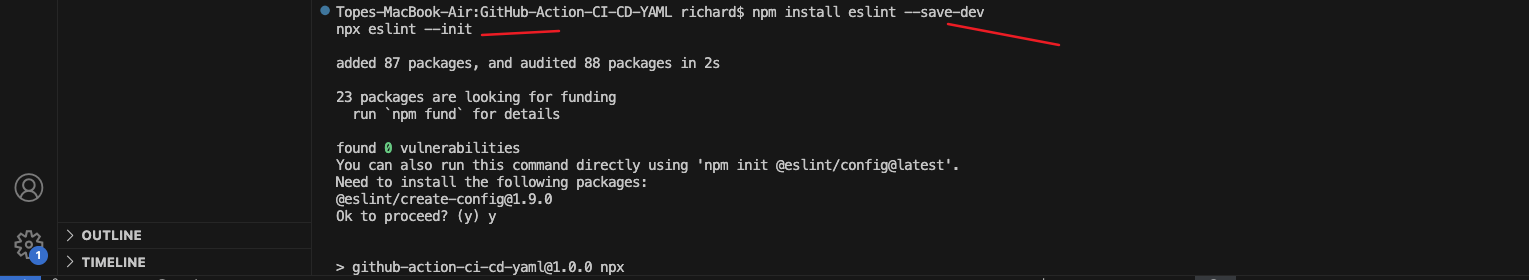 Topes-MacBook-Air:GitHub-Action-CI-CD-YAML richard$ npm install eslint --save-dev
npx eslint --init
added 87 packages, and audited 88 packages in 2s
23 packages are looking for funding
run `npm fund` for details
found 0 vulnerabilities
You can also run this command directly using 'npm init @eslint/config@latest'.
Need to install the following packages:
@eslint/create-config@1.9.0
Ok to proceed? (y) y
> github-action-ci-cd-yaml@1.0.0 npx
OUTLINE
1
TIMELINE